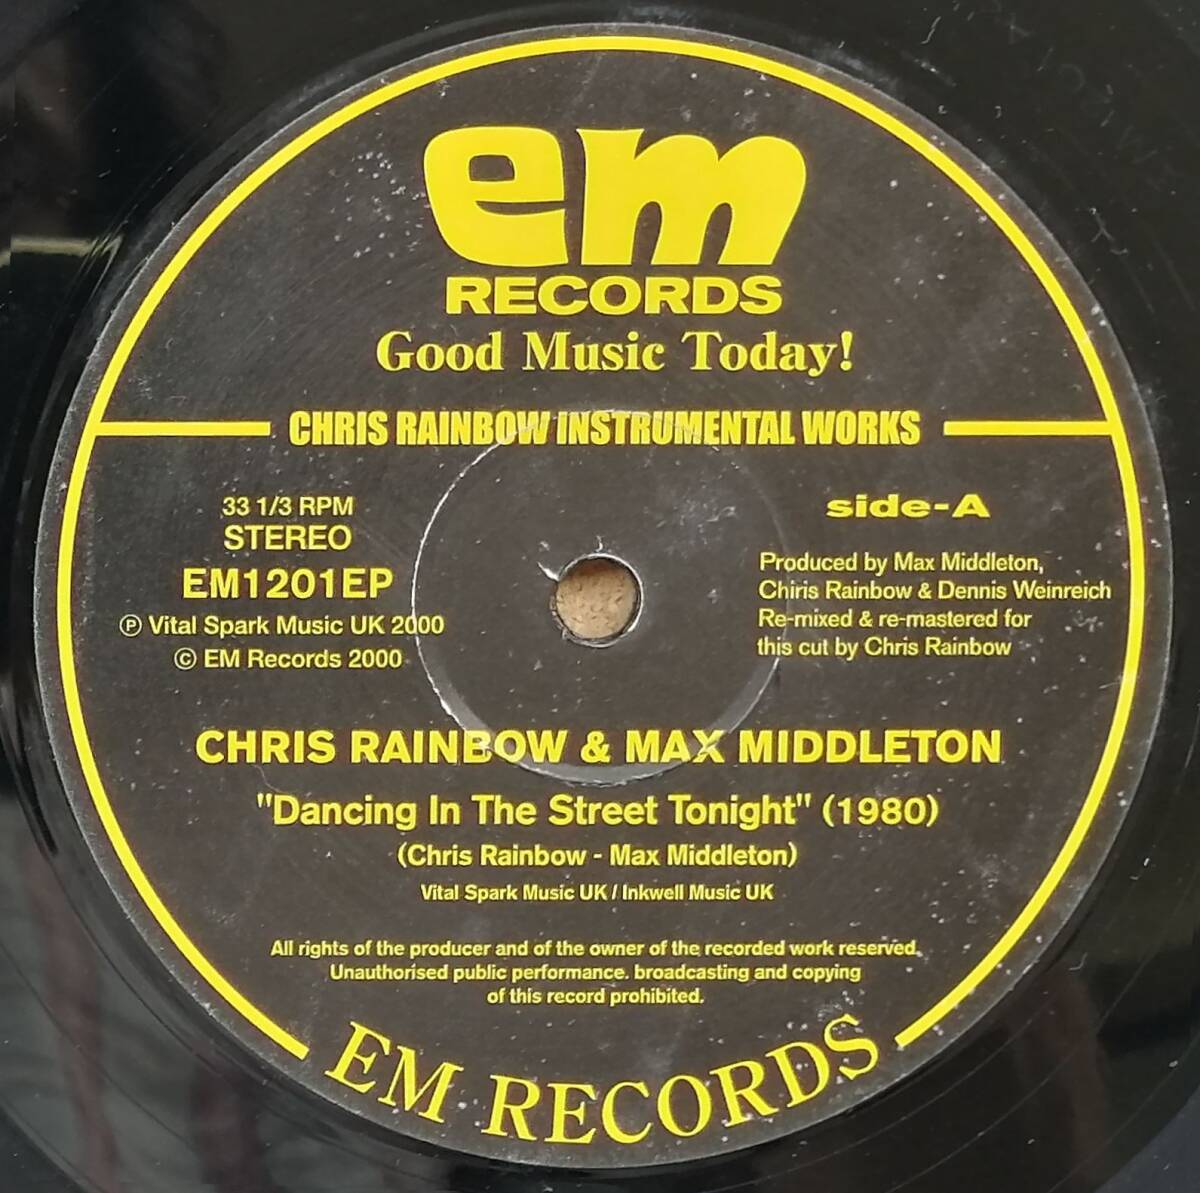 em
RECORDS
Good Music Today!
CHRIS RAINBOW INSTRUMENTAL WORKS
33 1/3 RPM
STEREO
EM1201EP
Ⓟ Vital Spark Music UK 2000
© EM Records 2000
side-A
Produced by Max Middleton,
Chiris Rainbow & Dennis Weinreich
Re-mixed & re-mastered for
this cut by Chris Rainbow
CHRIS RAINBOW & MAX MIDDLETON
"Dancing In The Street Tonight" (1980)
(Chris Rainbow - Max Middleton)
Vital Spark Music UK / Inkwell Music UK
All rights of the producer and of the owner of the recorded work reserved.
Unauthorised public performance. broadcasting and copying
of this record prohibited.
EM RECORDS